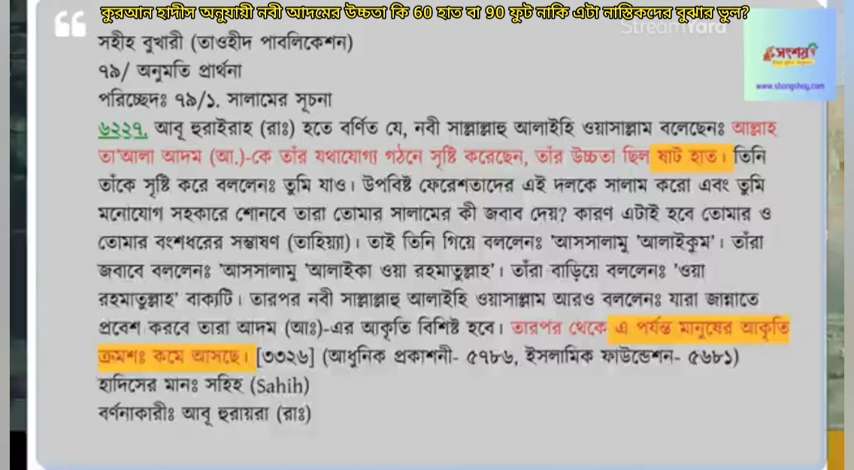 কুরআন হাদীস অনুযায়ী নবী আদমের উচ্চতা কি 60 হাত বা 90 ফুট নাকি এটা নাস্তিকদের বুঝার ভুল?
StreamYard
সহীহ বুখারী (তাওহীদ পাবলিকেশন)
সংশয়
৭৯/ অনুমতি প্রার্থনা
www.shongshoy.com
পরিচ্ছেদঃ ৭৯/১. সালামের সূচনা
৬২২৭. আবূ হুরাইরাহ (রাঃ) হতে বর্ণিত যে, নবী সাল্লাল্লাহু আলাইহি ওয়াসাল্লাম বলেছেনঃ আল্লাহ
তা'আলা আদম (আ.)-কে তাঁর যথাযোগ্য গঠনে সৃষ্টি করেছেন, তাঁর উচ্চতা ছিল ষাট হাত। তিনি
তাঁকে সৃষ্টি করে বললেনঃ তুমি যাও। উপবিষ্ট ফেরেশতাদের এই দলকে সালাম করো এবং তুমি
মনোযোগ সহকারে শোনবে তারা তোমার সালামের কী জবাব দেয়? কারণ এটাই হবে তোমার ও
তোমার বংশধরের সম্ভাষণ (তাহিয়্যা)। তাই তিনি গিয়ে বললেনঃ 'আসসালামু 'আলাইকুম'। তাঁরা
জবাবে বললেনঃ 'আসসালামু 'আলাইকা ওয়া রহমাতুল্লাহ'। তাঁরা বাড়িয়ে বললেনঃ 'ওয়া
রহমাতুল্লাহ' বাক্যটি। তারপর নবী সাল্লাল্লাহু আলাইহি ওয়াসাল্লাম আরও বললেনঃ যারা জান্নাতে
প্রবেশ করবে তারা আদম (আঃ)-এর আকৃতি বিশিষ্ট হবে। তারপর থেকে এ পর্যন্ত মানুষের আকৃতি
ক্রমশঃ কমে আসছে। [৩৩২৬] (আধুনিক প্রকাশনী- ৫৭৮৬, ইসলামিক ফাউন্ডেশন- ৫৬৮১)
হাদিসের মানঃ সহিহ (Sahih)
বর্ণনাকারীঃ আবূ হুরায়রা (রাঃ)